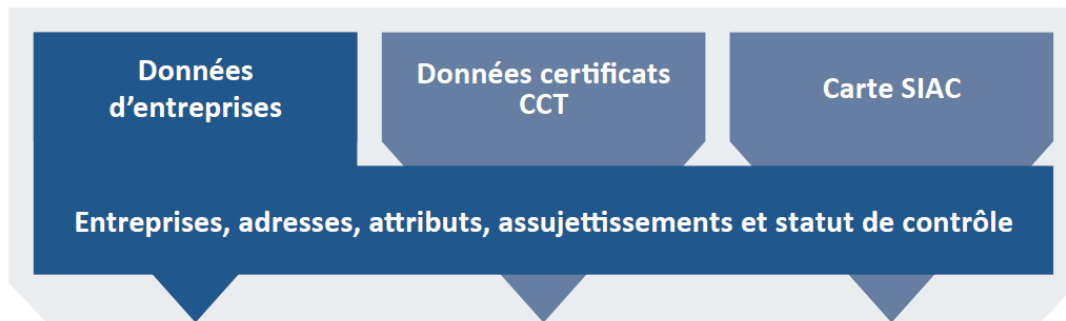 Données
d’entreprises
Données certificats
CCT
Carte SIAC
Entreprises, adresses, attributs, assujettissements et statut de contrôle